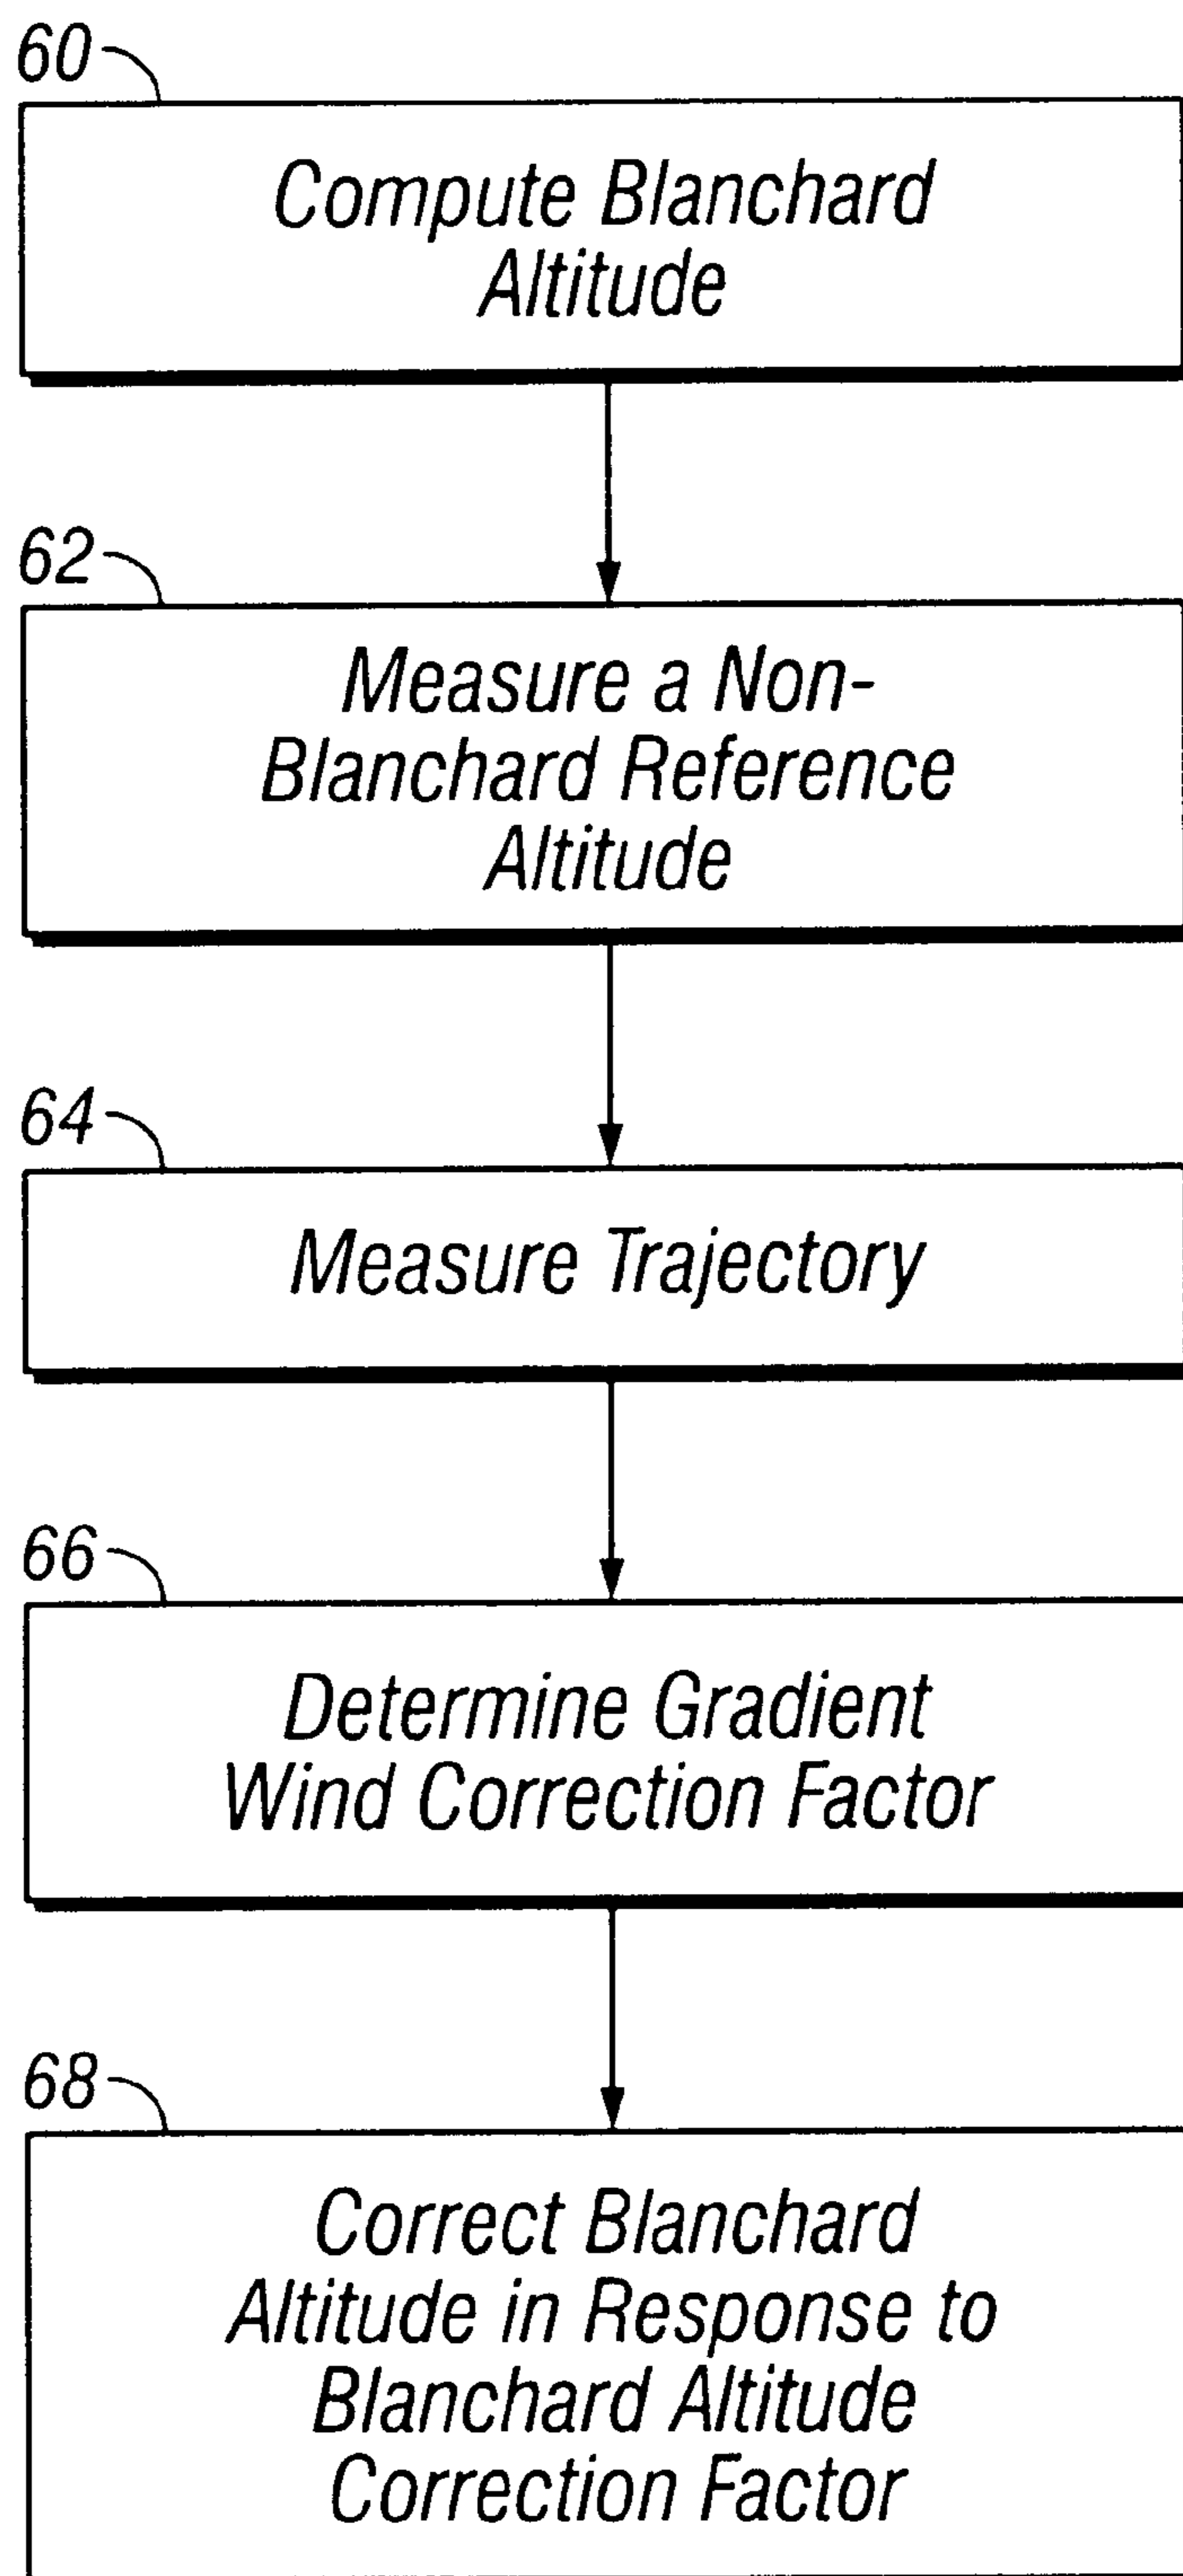 60
Compute Blanchard
Altitude
62
Measure a Non-
Blanchard Reference
Altitude
64
Measure Trajectory
66
Determine Gradient
Wind Correction Factor
68
Correct Blanchard
Altitude in Response to
Blanchard Altitude
Correction Factor